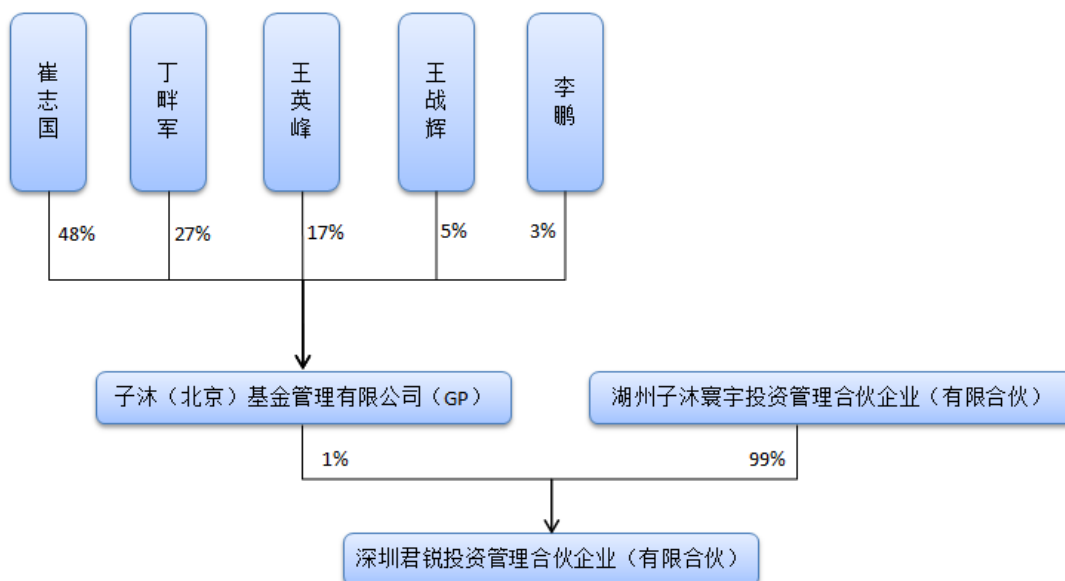 崔志国
丁畔军
王英峰
王战辉
李鹏
48%
27%
17%
5%
3%
子沐（北京）基金管理有限公司（GP）
湖州子沐寰宇投资管理合伙企业（有限合伙）
1%
99%
深圳君锐投资管理合伙企业（有限合伙）